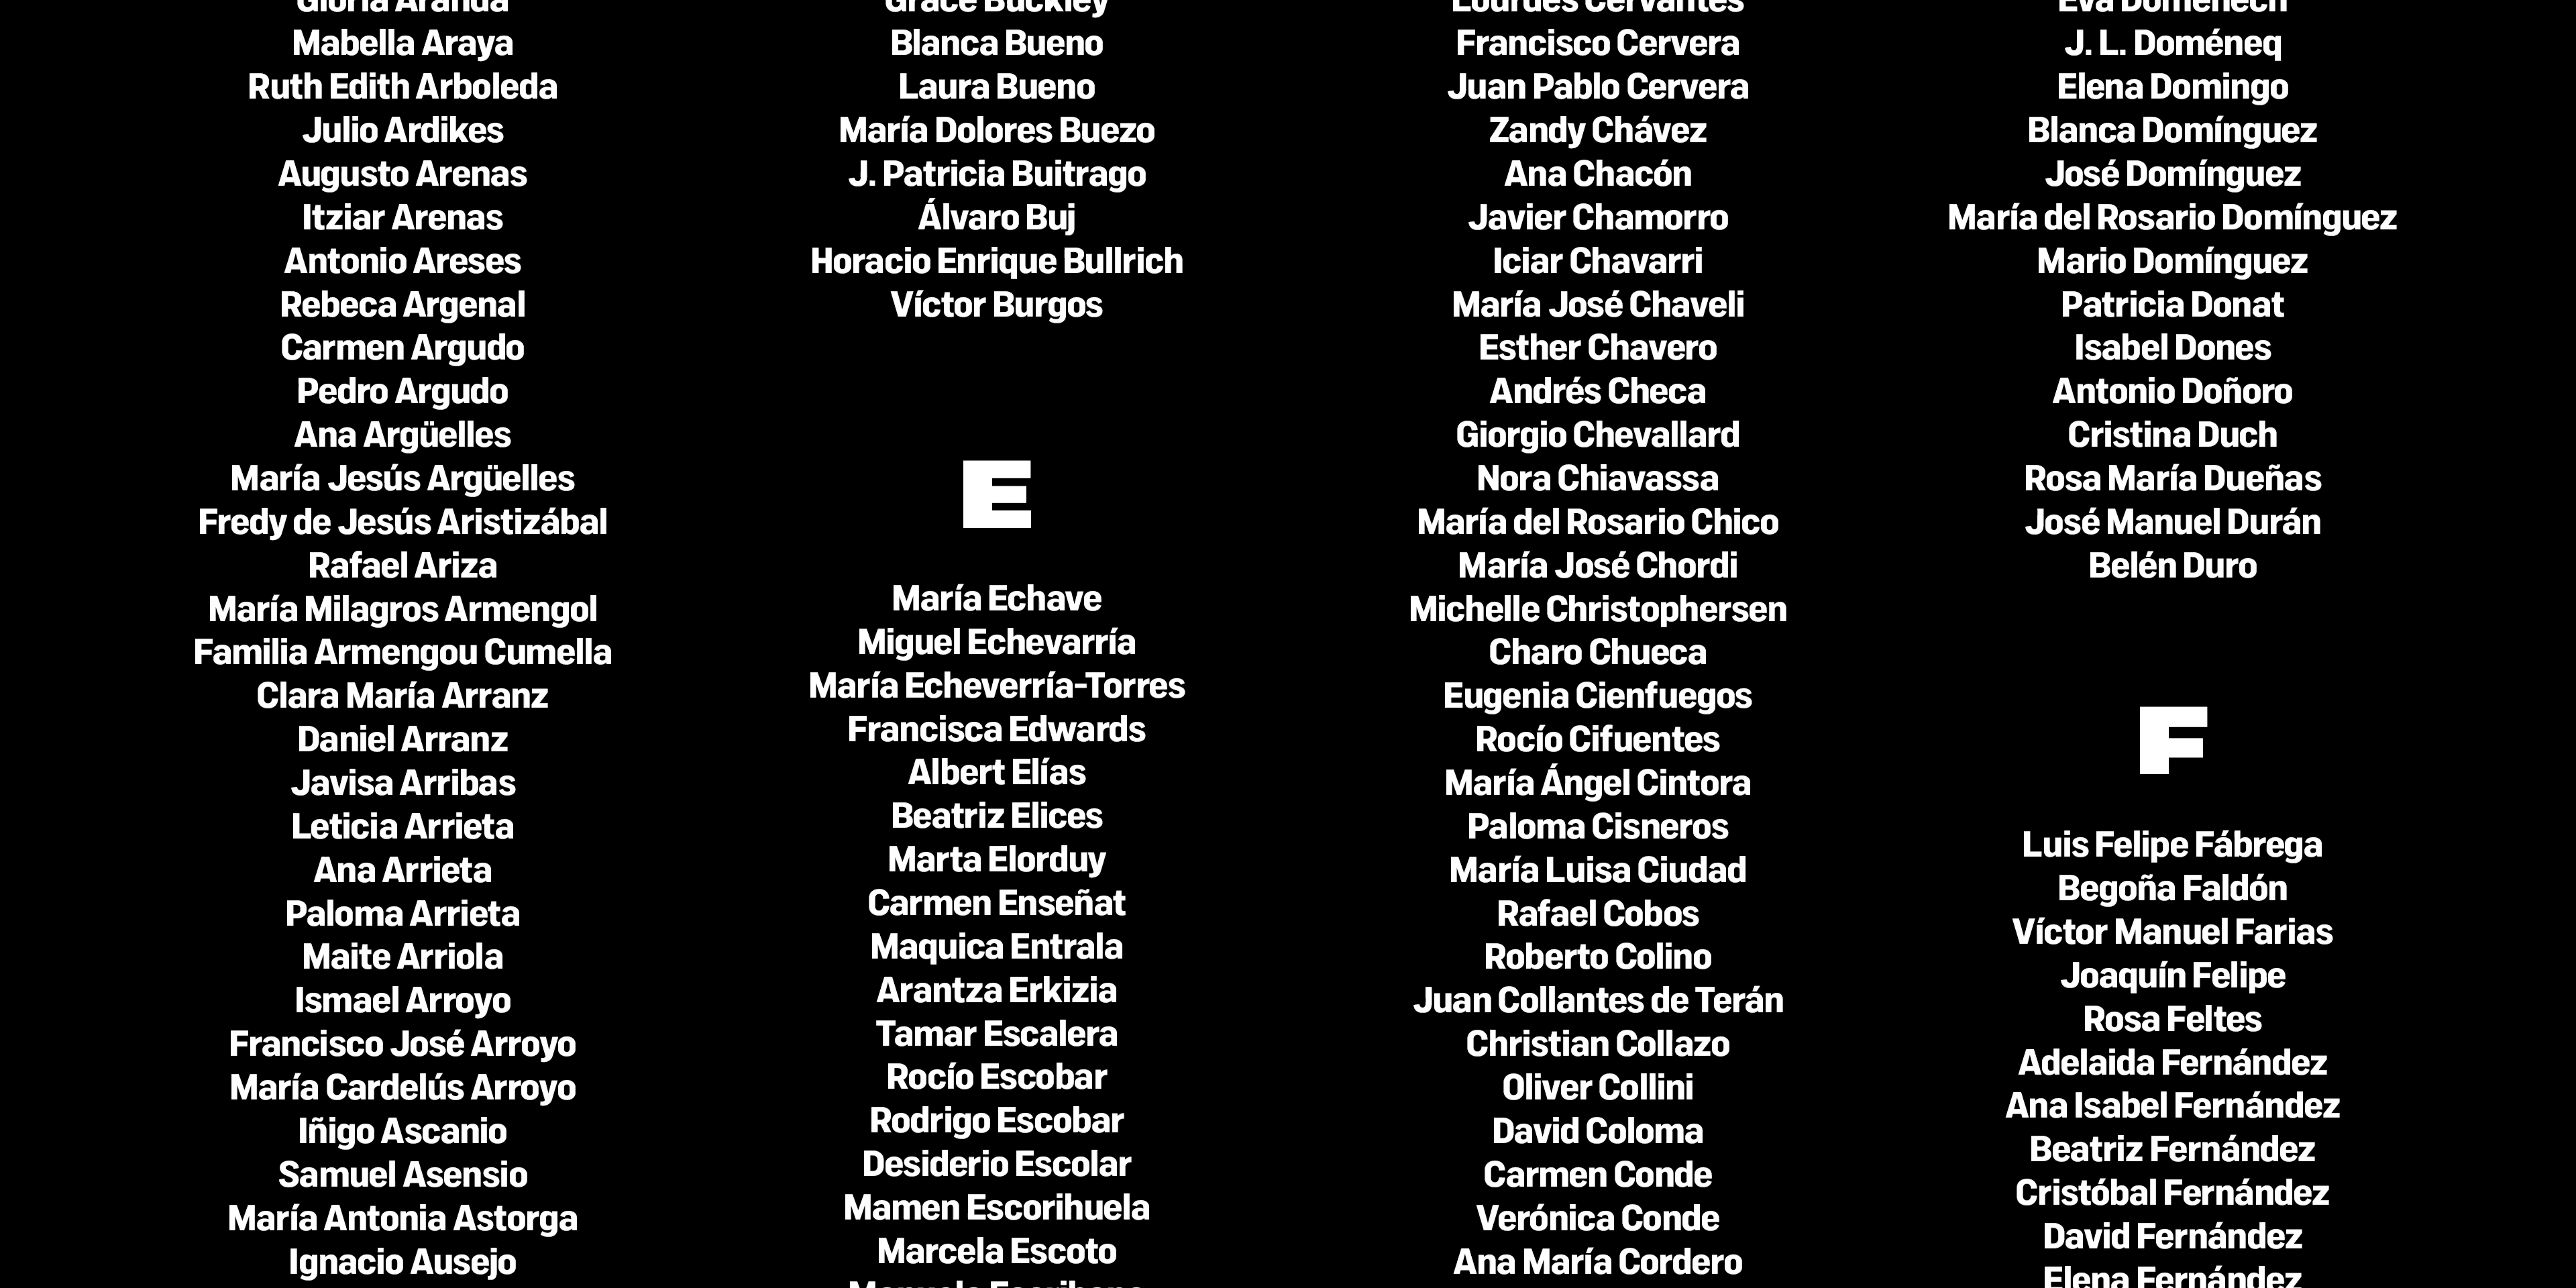 Gloria Aranda
Mabella Araya
Ruth Edith Arboleda
Julio Ardikes
Augusto Arenas
Itziar Arenas
Antonio Areses
Rebeca Argenal
Carmen Argudo
Pedro Argudo
Ana Argüelles
María Jesús Argüelles
Fredy de Jesús Aristizábal
Rafael Ariza
María Milagros Armengol
Familia Armengou Cumella
Clara María Arranz
Daniel Arranz
Javisa Arribas
Leticia Arrieta
Ana Arrieta
Paloma Arrieta
Maite Arriola
Ismael Arroyo
Francisco José Arroyo
María Cardelús Arroyo
Iñigo Ascanio
Samuel Asensio
María Antonia Astorga
Ignacio Ausejo
Grace Buckley
Blanca Bueno
Laura Bueno
María Dolores Buezo
J. Patricia Buitrago
Álvaro Buj
Horacio Enrique Bullrich
Víctor Burgos
E
María Echave
Miguel Echevarría
María Echeverría-Torres
Francisca Edwards
Albert Elías
Beatriz Elices
Marta Elorduy
Carmen Enseñat
Maquica Entrala
Arantza Erkizia
Tamar Escalera
Rocío Escobar
Rodrigo Escobar
Desiderio Escolar
Mamen Escorihuela
Marcela Escoto
Lourdes Cervantes
Francisco Cervera
Juan Pablo Cervera
Zandy Chávez
Ana Chacón
Javier Chamorro
Iciar Chavarri
María José Chaveli
Esther Chavero
Andrés Checa
Giorgio Chevallard
Nora Chiavassa
María del Rosario Chico
María José Chordi
Michelle Christophersen
Charo Chueca
Eugenia Cienfuegos
Rocío Cifuentes
María Ángel Cintora
Paloma Cisneros
María Luisa Ciudad
Rafael Cobos
Roberto Colino
Juan Collantes de Terán
Christian Collazo
Oliver Collini
David Coloma
Carmen Conde
Verónica Conde
Ana María Cordero
Eva Domenech
J. L. Doméneq
Elena Domingo
Blanca Domínguez
José Domínguez
María del Rosario Domínguez
Mario Domínguez
Patricia Donat
Isabel Dones
Antonio Doñoro
Cristina Duch
Rosa María Dueñas
José Manuel Durán
Belén Duro
F
Luis Felipe Fábrega
Begoña Faldón
Víctor Manuel Farias
Joaquín Felipe
Rosa Feltes
Adelaida Fernández
Ana Isabel Fernández
Beatriz Fernández
Cristóbal Fernández
David Fernández
Elena Fernández